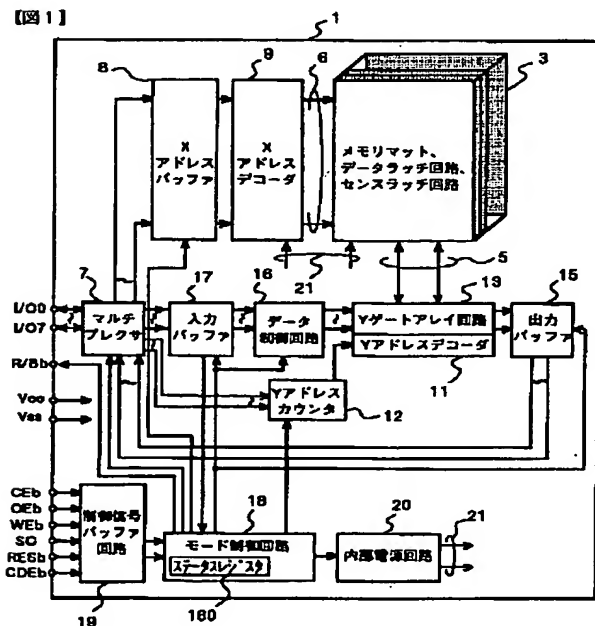 【図1】
1
8
9
6
3
X
アドレス
バッファ
X
アドレス
デコーダ
メモリマット、
データラッチ回路、
センスラッチ回路
7
17
16
21
5
13
15
I/O0
I/O7
マルチ
プレクサ
入力
バッファ
データ
制御回路
Yゲートアレイ回路
Yアドレスデコーダ
出力
バッファ
11
R/Bb
Yアドレス
カウンタ
12
Vcc
Vss
CEb
OEb
WEb
SC
RESb
CDEb
制御信号
バッファ
回路
19
18
モード制御回路
ステータスレジスタ
180
20
内部電源回路
21